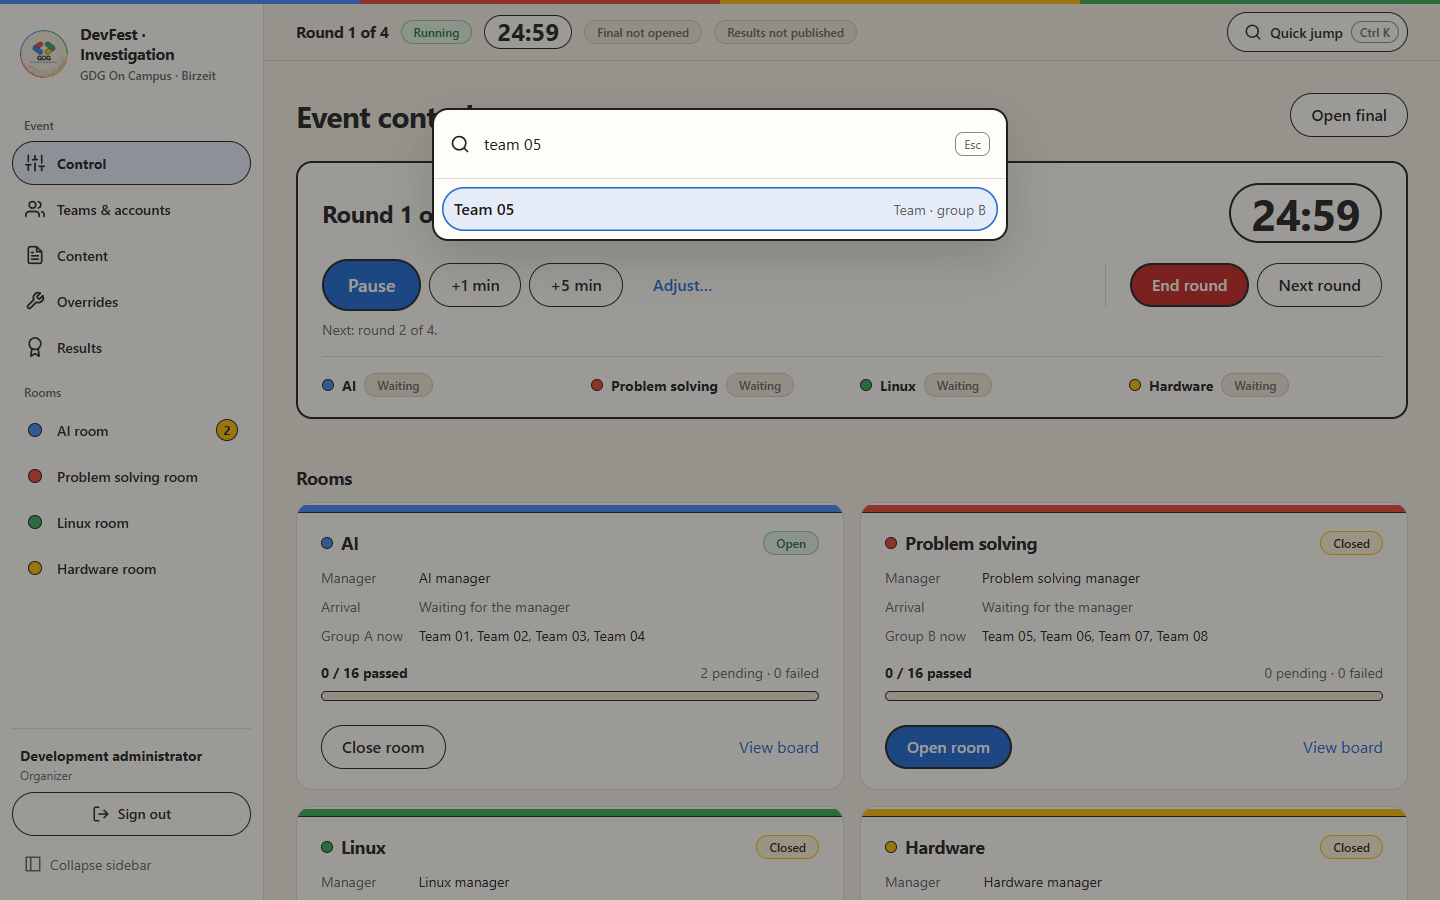 DevFest ·
Investigation
GDG On Campus · Birzeit
Event
Control
Teams & accounts
Content
Overrides
Results
Rooms
AI room 2
Problem solving room
Linux room
Hardware room
Development administrator
Organizer
Sign out
Collapse sidebar
Round 1 of 4 Running 24:59 Final not opened Results not published Quick jump Ctrl K
Event cont
Open final
team 05 Esc
Team 05 Team · group B
Round 1 o
24:59
Pause +1 min +5 min Adjust... End round Next round
Next: round 2 of 4.
AI Waiting Problem solving Waiting Linux Waiting Hardware Waiting
Rooms
AI Open
Manager AI manager
Arrival Waiting for the manager
Group A now Team 01, Team 02, Team 03, Team 04
0 / 16 passed 2 pending · 0 failed
Close room View board
Problem solving Closed
Manager Problem solving manager
Arrival Waiting for the manager
Group B now Team 05, Team 06, Team 07, Team 08
0 / 16 passed 0 pending · 0 failed
Open room View board
Linux Closed
Manager Linux manager
Hardware Closed
Manager Hardware manager